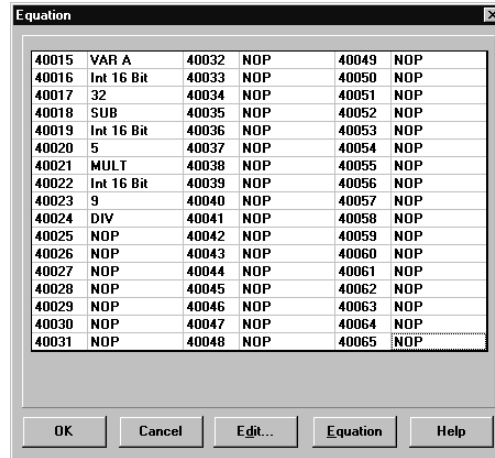 Equation
40015 VAR A 40032 NOP 40049 NOP
40016 Int 16 Bit 40033 NOP 40050 NOP
40017 32 40034 NOP 40051 NOP
40018 SUB 40035 NOP 40052 NOP
40019 Int 16 Bit 40036 NOP 40053 NOP
40020 5 40037 NOP 40054 NOP
40021 MULT 40038 NOP 40055 NOP
40022 Int 16 Bit 40039 NOP 40056 NOP
40023 9 40040 NOP 40057 NOP
40024 DIV 40041 NOP 40058 NOP
40025 NOP 40042 NOP 40059 NOP
40026 NOP 40043 NOP 40060 NOP
40027 NOP 40044 NOP 40061 NOP
40028 NOP 40045 NOP 40062 NOP
40029 NOP 40046 NOP 40063 NOP
40030 NOP 40047 NOP 40064 NOP
40031 NOP 40048 NOP 40065 NOP
OK Cancel Edit... Equation Help